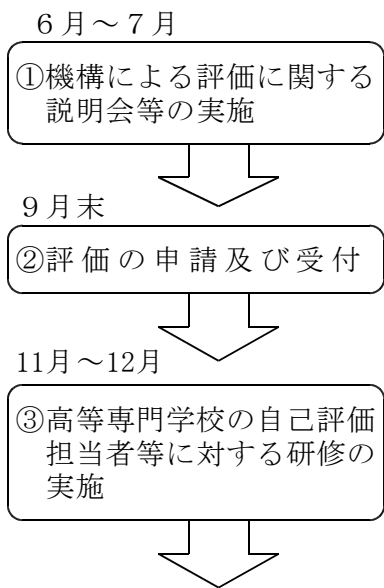 ６月～７月
①機構による評価に関する
説明会等の実施
９月末
②評価の申請及び受付
11月～12月
③高等専門学校の自己評価
担当者等に対する研修の
実施